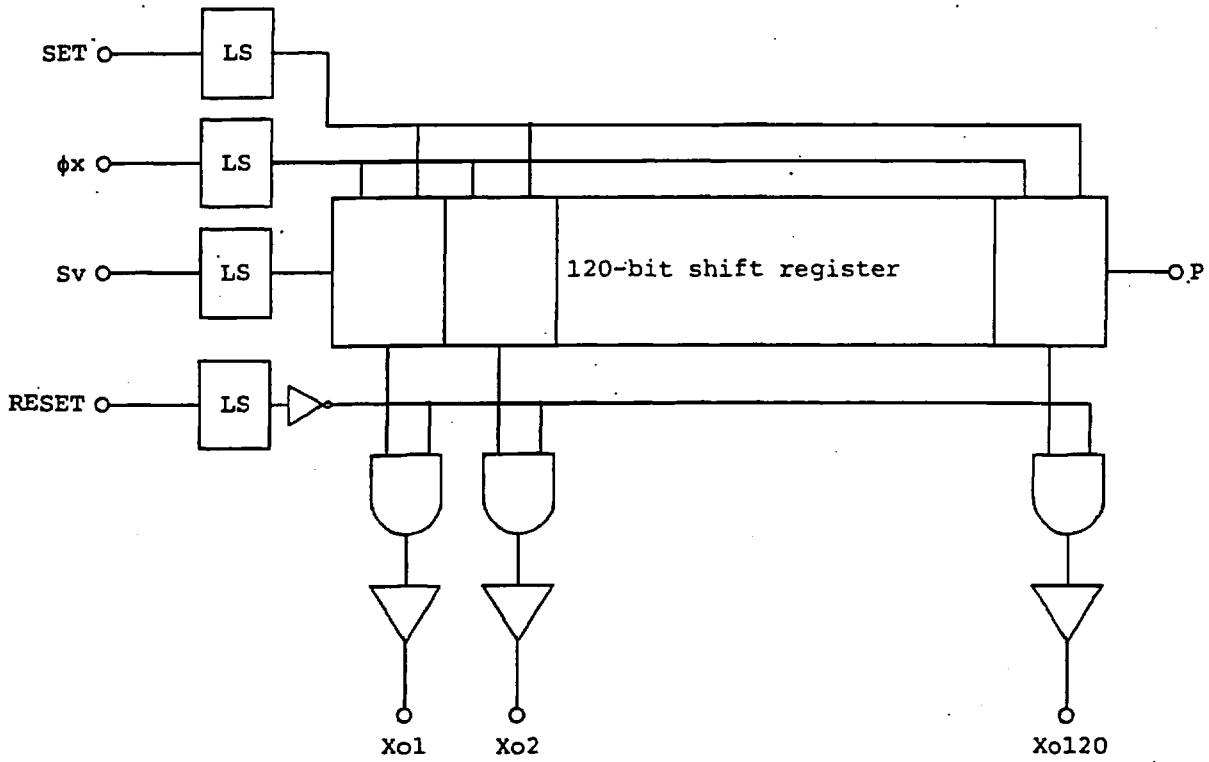 SET
LS
φx
LS
Sv
LS
120-bit shift register
P
RESET
LS
Xo1
Xo2
Xo120